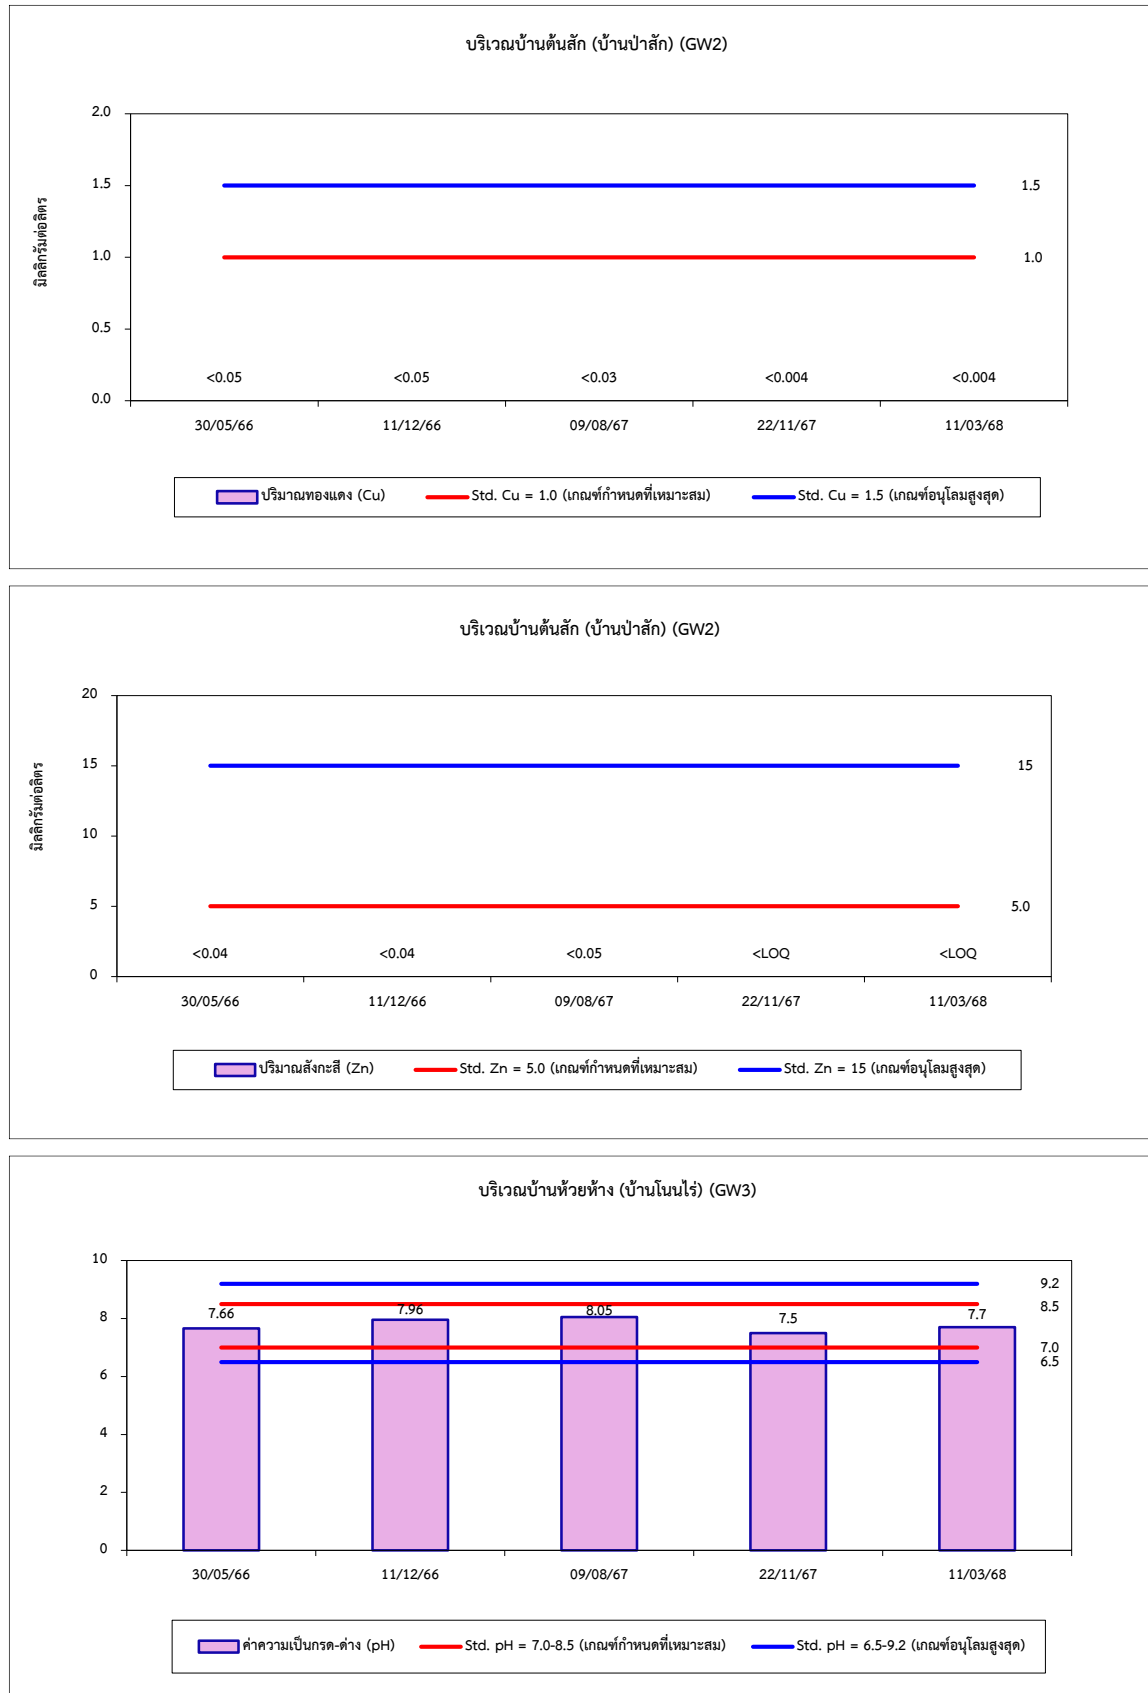 บริเวณบ้านต้นสัก (บ้านป่าสัก) (GW2)
มิลลิกรัมต่อลิตร
2.0
1.5
1.0
0.5
0.0
1.5
1.0
<0.05 <0.05 <0.03 <0.004 <0.004
30/05/66 11/12/66 09/08/67 22/11/67 11/03/68
ปริมาณทองแดง (Cu) Std. Cu = 1.0 (เกณฑ์กำหนดที่เหมาะสม) Std. Cu = 1.5 (เกณฑ์อนุโลมสูงสุด)
บริเวณบ้านต้นสัก (บ้านป่าสัก) (GW2)
มิลลิกรัมต่อลิตร
20
15
10
5
0
15
5.0
<0.04 <0.04 <0.05 <LOQ <LOQ
30/05/66 11/12/66 09/08/67 22/11/67 11/03/68
ปริมาณสังกะสี (Zn) Std. Zn = 5.0 (เกณฑ์กำหนดที่เหมาะสม) Std. Zn = 15 (เกณฑ์อนุโลมสูงสุด)
บริเวณบ้านห้วยห้าง (บ้านโนนไร่) (GW3)
10
8
6
4
2
0
9.2
8.5
7.0
6.5
7.66 7.96 8.05 7.5 7.7
30/05/66 11/12/66 09/08/67 22/11/67 11/03/68
ค่าความเป็นกรด-ด่าง (pH) Std. pH = 7.0-8.5 (เกณฑ์กำหนดที่เหมาะสม) Std. pH = 6.5-9.2 (เกณฑ์อนุโลมสูงสุด)